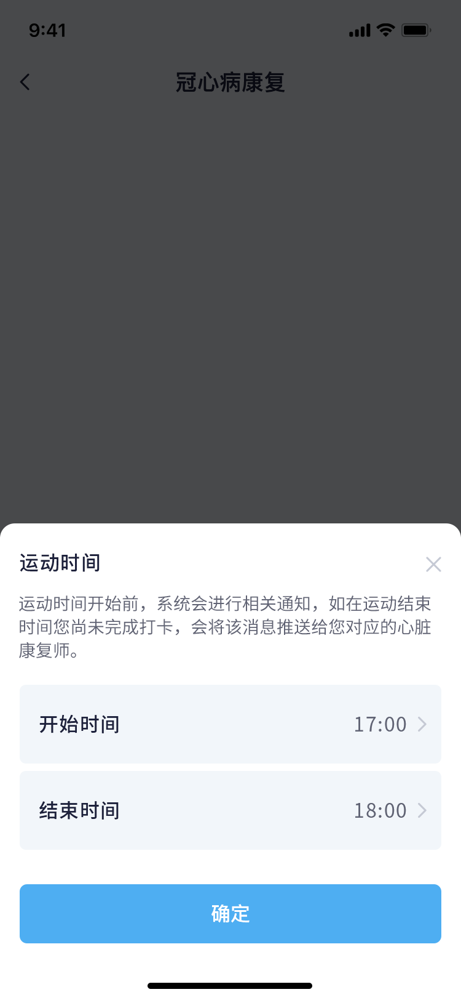 9:41
冠心病康复
运动时间
运动时间开始前，系统会进行相关通知，如在运动结束
时间您尚未完成打卡，会将该消息推送给您对应的心脏
康复师。
开始时间 17:00
结束时间 18:00
确定